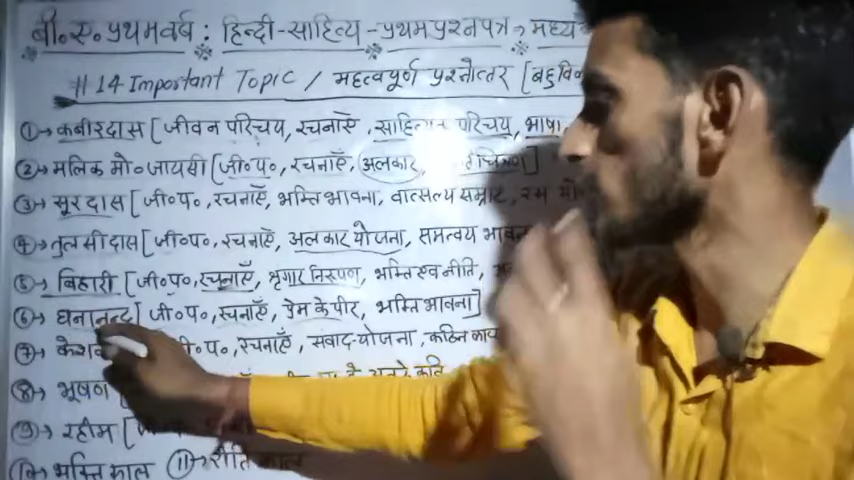 बी०ए०प्रथमवर्ष : हिन्दी-साहित्य-प्रथमप्रश्नपत्र, मध्य
# 14 Important Topic / महत्वपूर्ण प्रश्नोत्तर [बहुवि
①→ कबीरदास [जीवन परिचय, रचनाएँ, साहित्यिक परिचय, भाषा,
②→ मलिक मो० जायसी [जी०प०, रचनाएँ, अलंकार,
③→ सूरदास [जी०प०, रचनाएँ, भक्तिभावना, वात्सल्य सम्राट,
④→ तुलसीदास [जी०प०, रचनाएँ, अलंकार योजना, समन्वय भावन
⑤→ बिहारी [जी०प०, रचनाएँ, श्रृंगार निरूपण, भक्ति एवं नीति,
⑥→ घनानन्द [जी०प०, रचनाएँ, प्रेम के पीर, भक्ति भावना]
⑦→ केशव जी०प०, रचनाएँ, संवाद-योजना, कठिन काव
⑧→ भूषण [
⑨→ रहीम [
⑩→ भक्तिकाल ⑪→ रीतिकाल